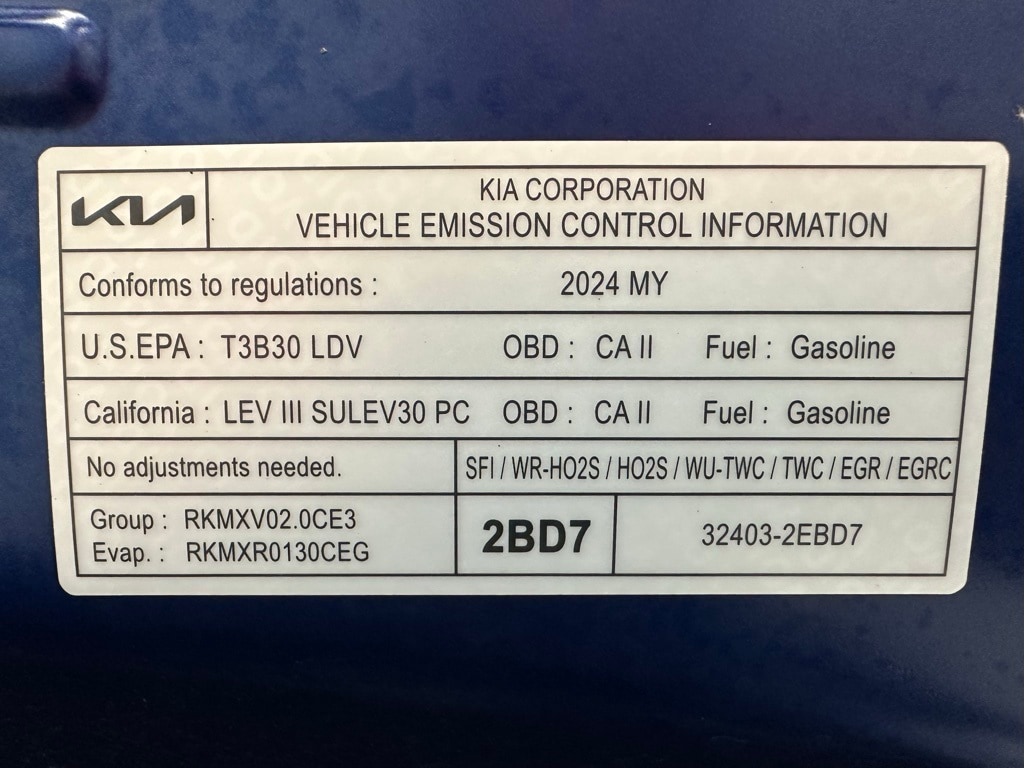 KIA
KIA CORPORATION
VEHICLE EMISSION CONTROL INFORMATION
Conforms to regulations : 2024 MY
U.S.EPA : T3B30 LDV OBD : CA II Fuel : Gasoline
California : LEV III SULEV30 PC OBD : CA II Fuel : Gasoline
No adjustments needed. SFI / WR-HO2S / HO2S / WU-TWC / TWC / EGR / EGRC
Group : RKMXV02.0CE3
Evap. : RKMXR0130CEG
2BD7
32403-2EBD7